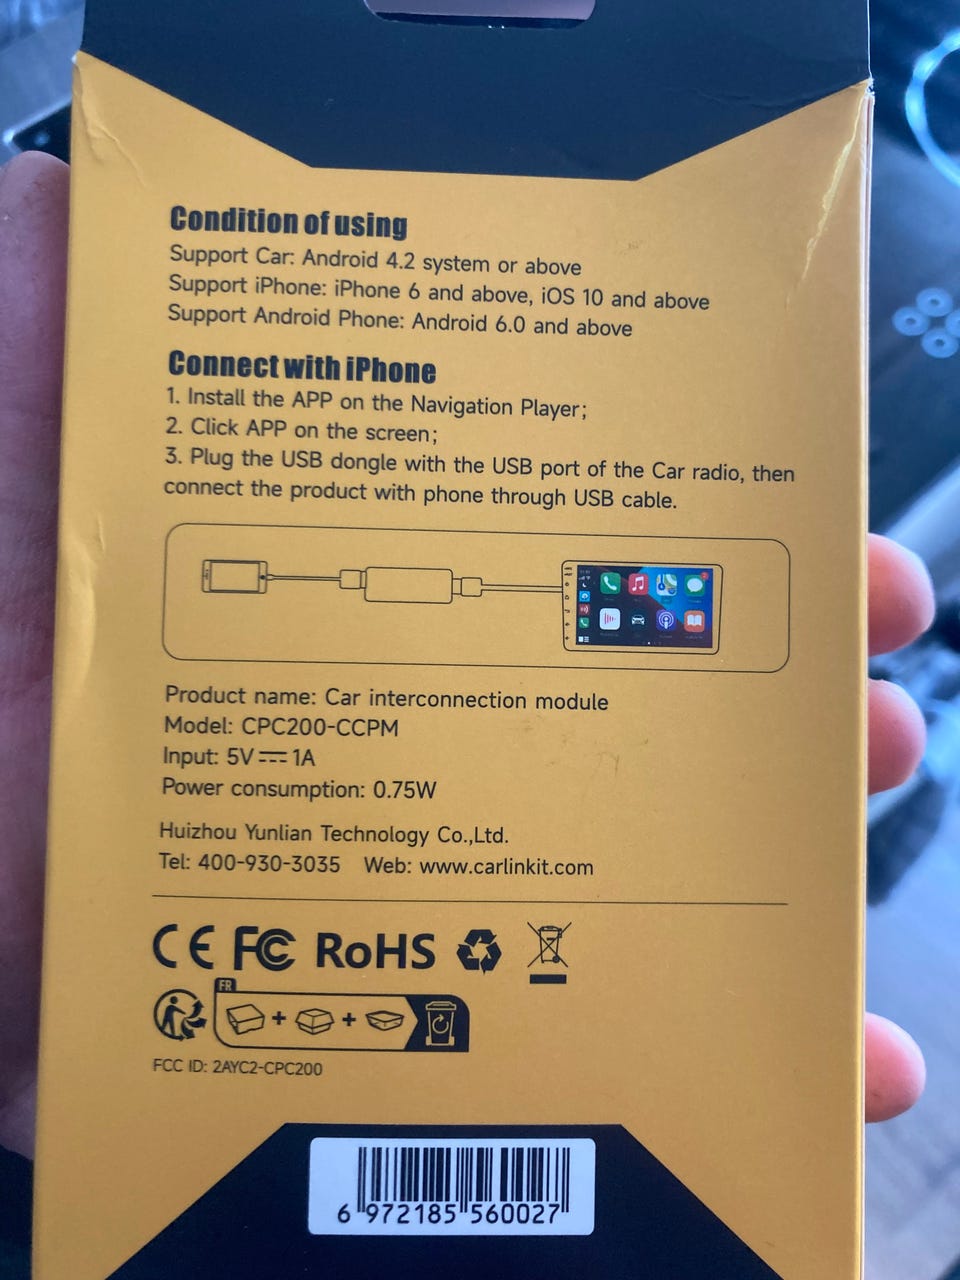 Condition of using
Support Car: Android 4.2 system or above
Support iPhone: iPhone 6 and above, iOS 10 and above
Support Android Phone: Android 6.0 and above
Connect with iPhone
1. Install the APP on the Navigation Player;
2. Click APP on the screen;
3. Plug the USB dongle with the USB port of the Car radio, then
connect the product with phone through USB cable.
Product name: Car interconnection module
Model: CPC200-CCPM
Input: 5V⎓1A
Power consumption: 0.75W
Huizhou Yunlian Technology Co.,Ltd.
Tel: 400-930-3035 Web: www.carlinkit.com
CE FC RoHS
FR
FCC ID: 2AYC2-CPC200
6 972185 560027